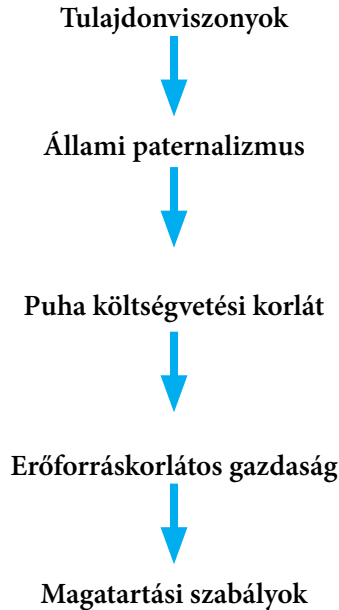 Tulajdonviszonyok
Állami paternalizmus
Puha költségvetési korlát
Erőforráskorlátos gazdaság
Magatartási szabályok